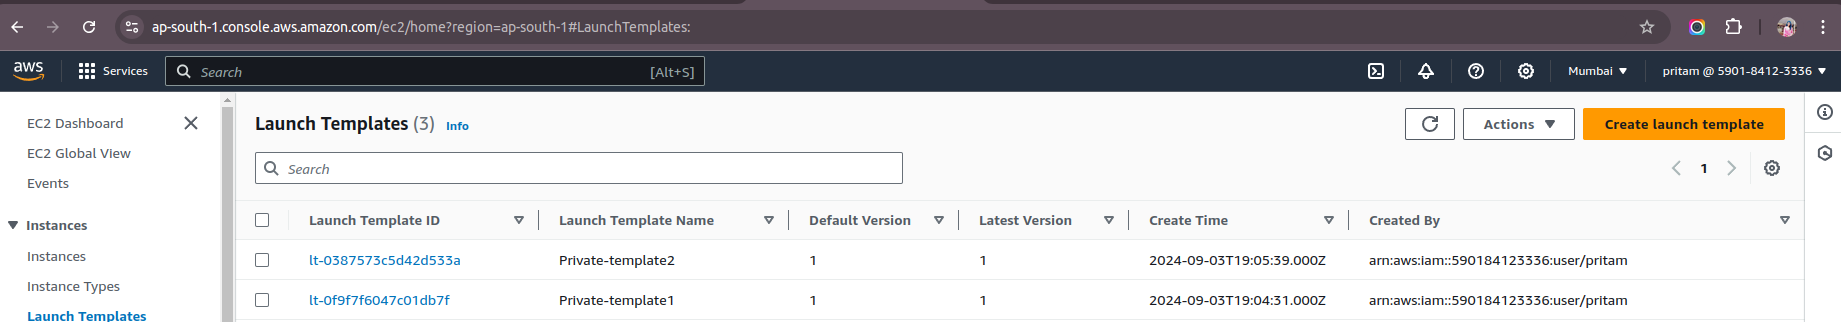 ap-south-1.console.aws.amazon.com/ec2/home?region=ap-south-1#LaunchTemplates:
aws Services Search [Alt+S] Mumbai pritam @ 5901-8412-3336
EC2 Dashboard
EC2 Global View
Events
Instances
Instances
Instance Types
Launch Templates
Launch Templates (3) Info
Actions
Create launch template
Search
1
Launch Template ID Launch Template Name Default Version Latest Version Create Time Created By
lt-0387573c5d42d533a Private-template2 1 1 2024-09-03T19:05:39.000Z arn:aws:iam::590184123336:user/pritam
lt-0f9f7f6047c01db7f Private-template1 1 1 2024-09-03T19:04:31.000Z arn:aws:iam::590184123336:user/pritam